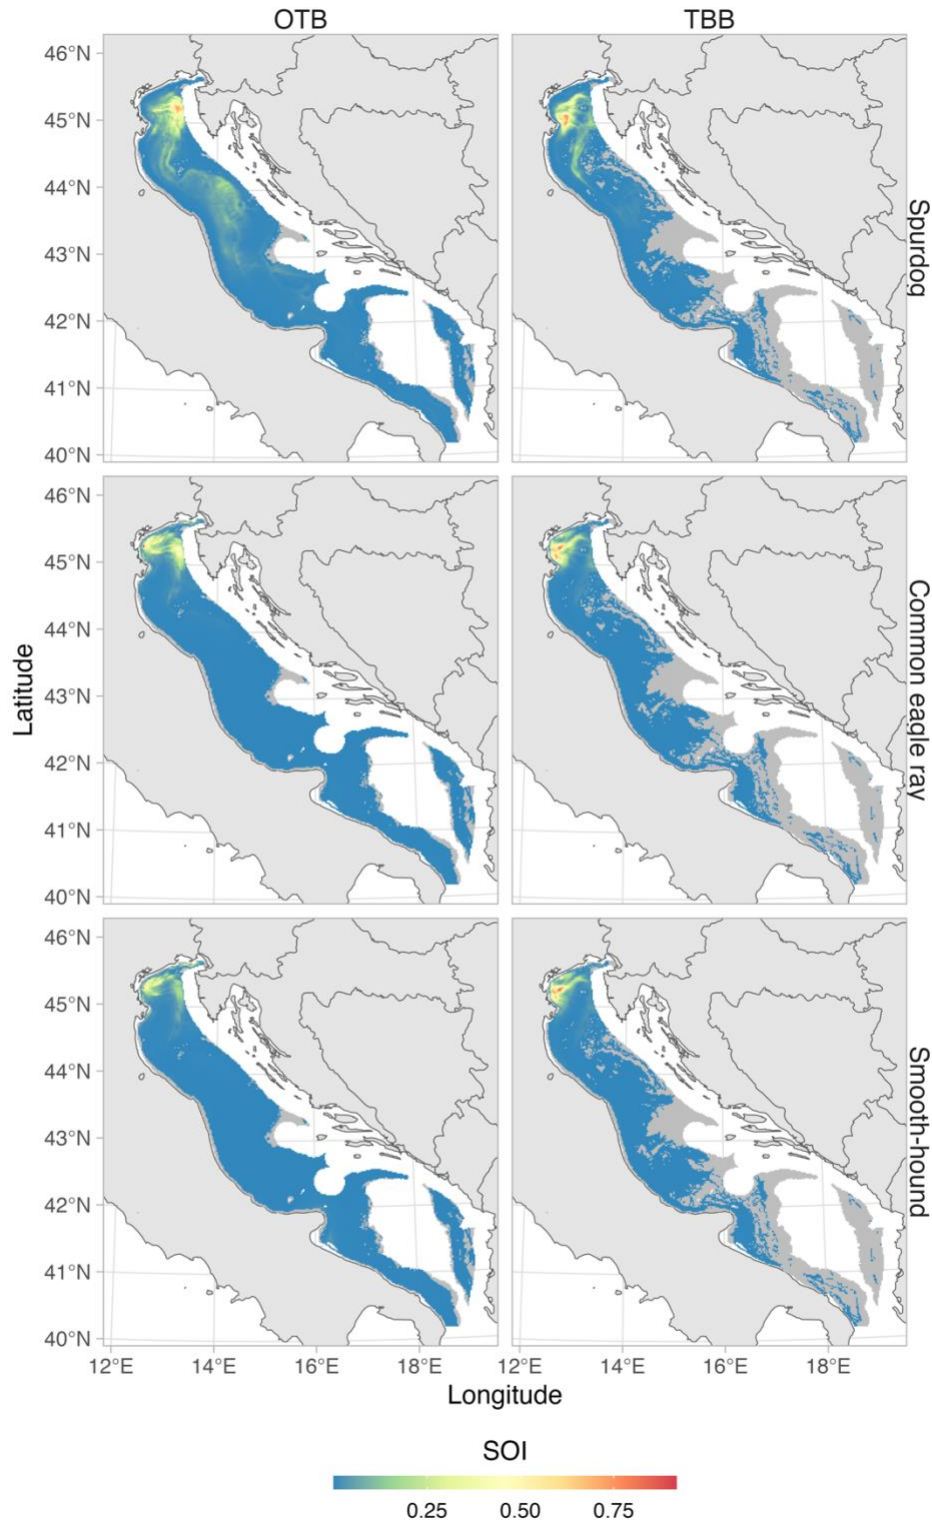 OTB TBB
46°N
45°N
44°N
43°N
42°N
41°N
40°N
Spurdog
46°N
45°N
44°N
43°N
42°N
41°N
40°N
Common eagle ray
46°N
45°N
44°N
43°N
42°N
41°N
40°N
Smooth-hound
Latitude
12°E 14°E 16°E 18°E 12°E 14°E 16°E 18°E
Longitude
SOI
0.25 0.50 0.75